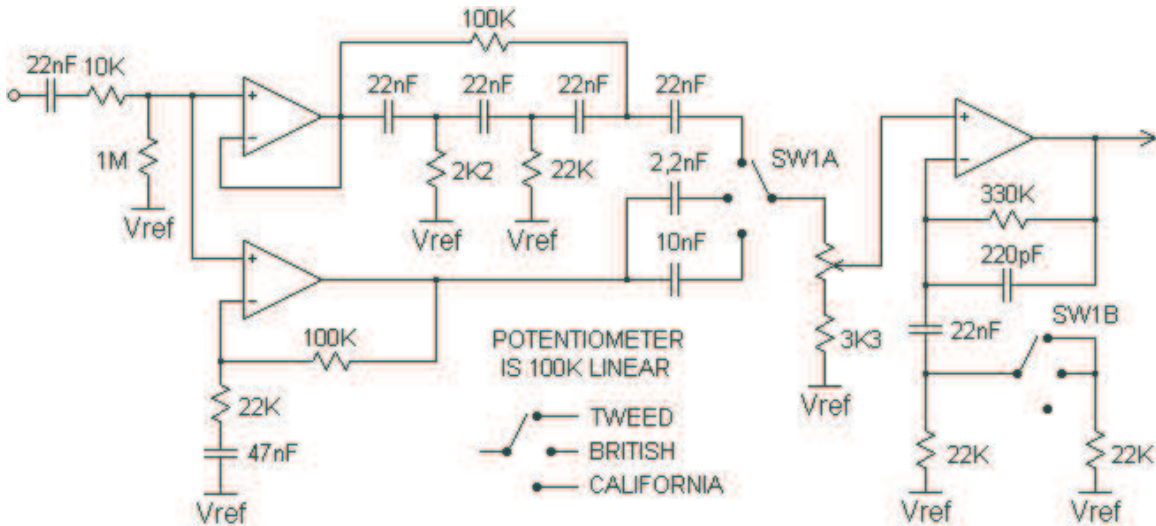 100K
22nF
10K
22nF
22nF
22nF
22nF
+
−
+
−
1M
2K2
22K
2,2nF
SW1A
330K
Vref
Vref
Vref
10nF
220pF
+
−
100K
POTENTIOMETER
IS 100K LINEAR
3K3
22nF
SW1B
22K
TWEED
Vref
47nF
BRITISH
22K
22K
CALIFORNIA
Vref
Vref
Vref